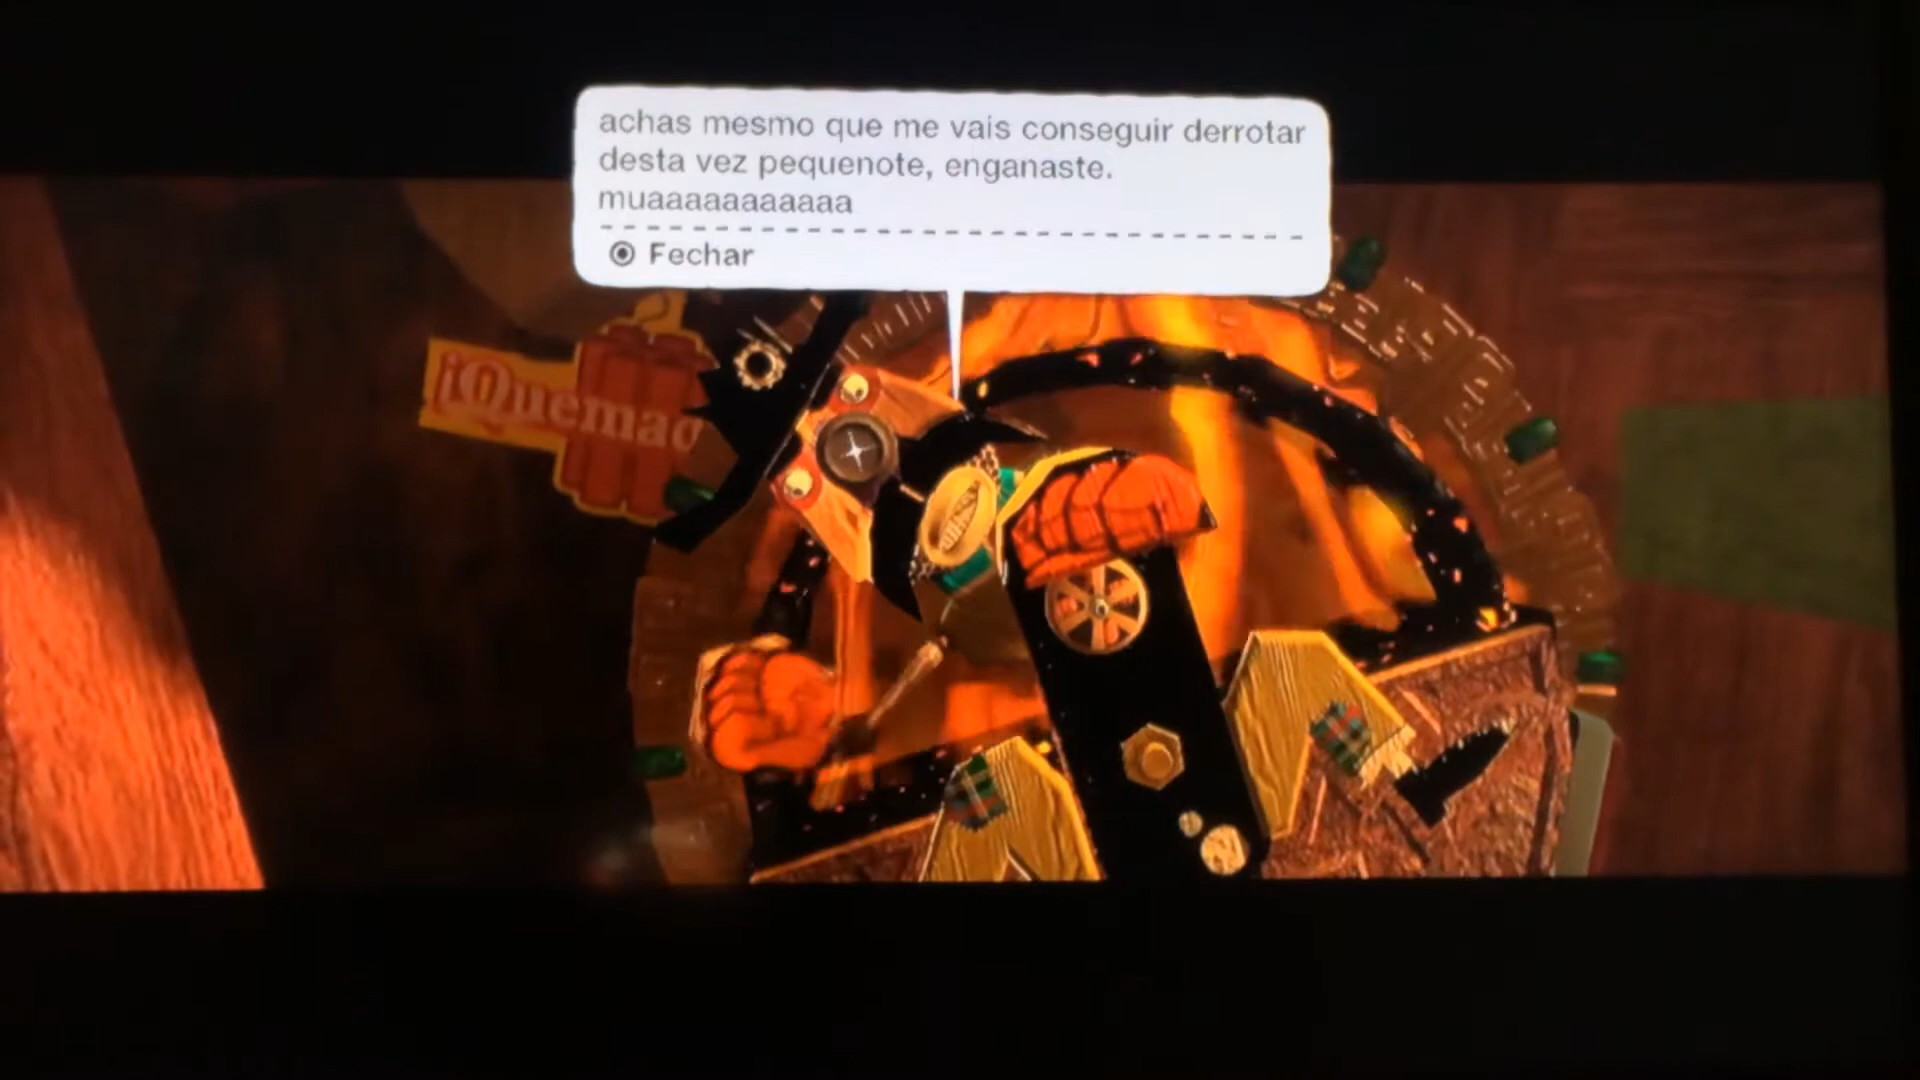 achas mesmo que me vais conseguir derrotar
desta vez pequenote, enganaste.
muaaaaaaaaaaa
Fechar
¡Quemad